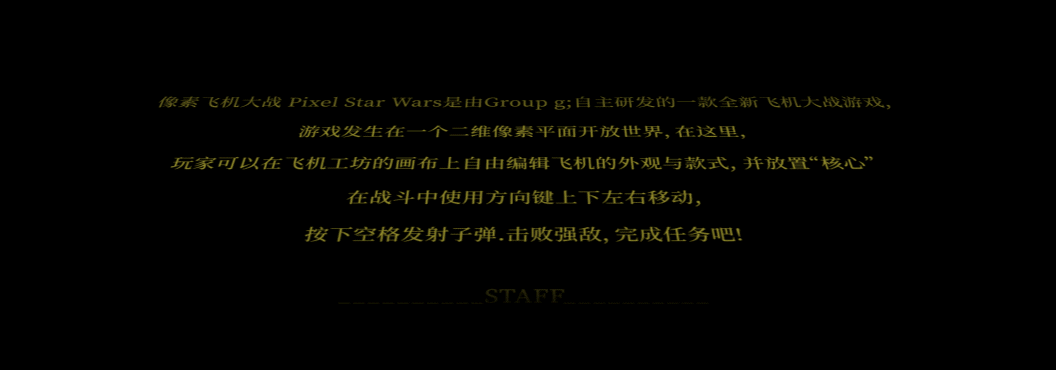 像素飞机大战 Pixel Star Wars是由Group g;自主研发的一款全新飞机大战游戏,
游戏发生在一个二维像素平面开放世界, 在这里,
玩家可以在飞机工坊的画布上自由编辑飞机的外观与款式, 并放置“核心”
在战斗中使用方向键上下左右移动,
按下空格发射子弹.击败强敌, 完成任务吧!
__________STAFF__________